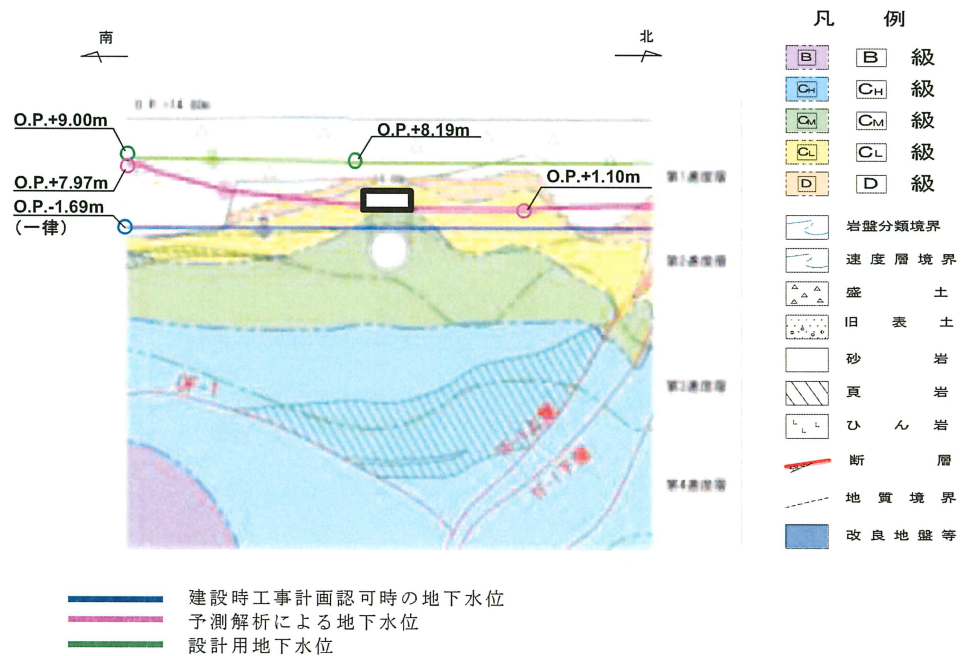 南
北
O.P.+9.00m
O.P.+8.19m
O.P.+7.97m
O.P.+1.10m
O.P.-1.69m
(一律)
第1速度層
第2速度層
第3速度層
第4速度層
凡 例
B B 級
CH CH 級
CM CM 級
CL CL 級
D D 級
岩盤分類境界
速度層境界
盛土
旧表土
砂岩
頁岩
ひん岩
断層
地質境界
改良地盤等
建設時工事計画認可時の地下水位
予測解析による地下水位
設計用地下水位